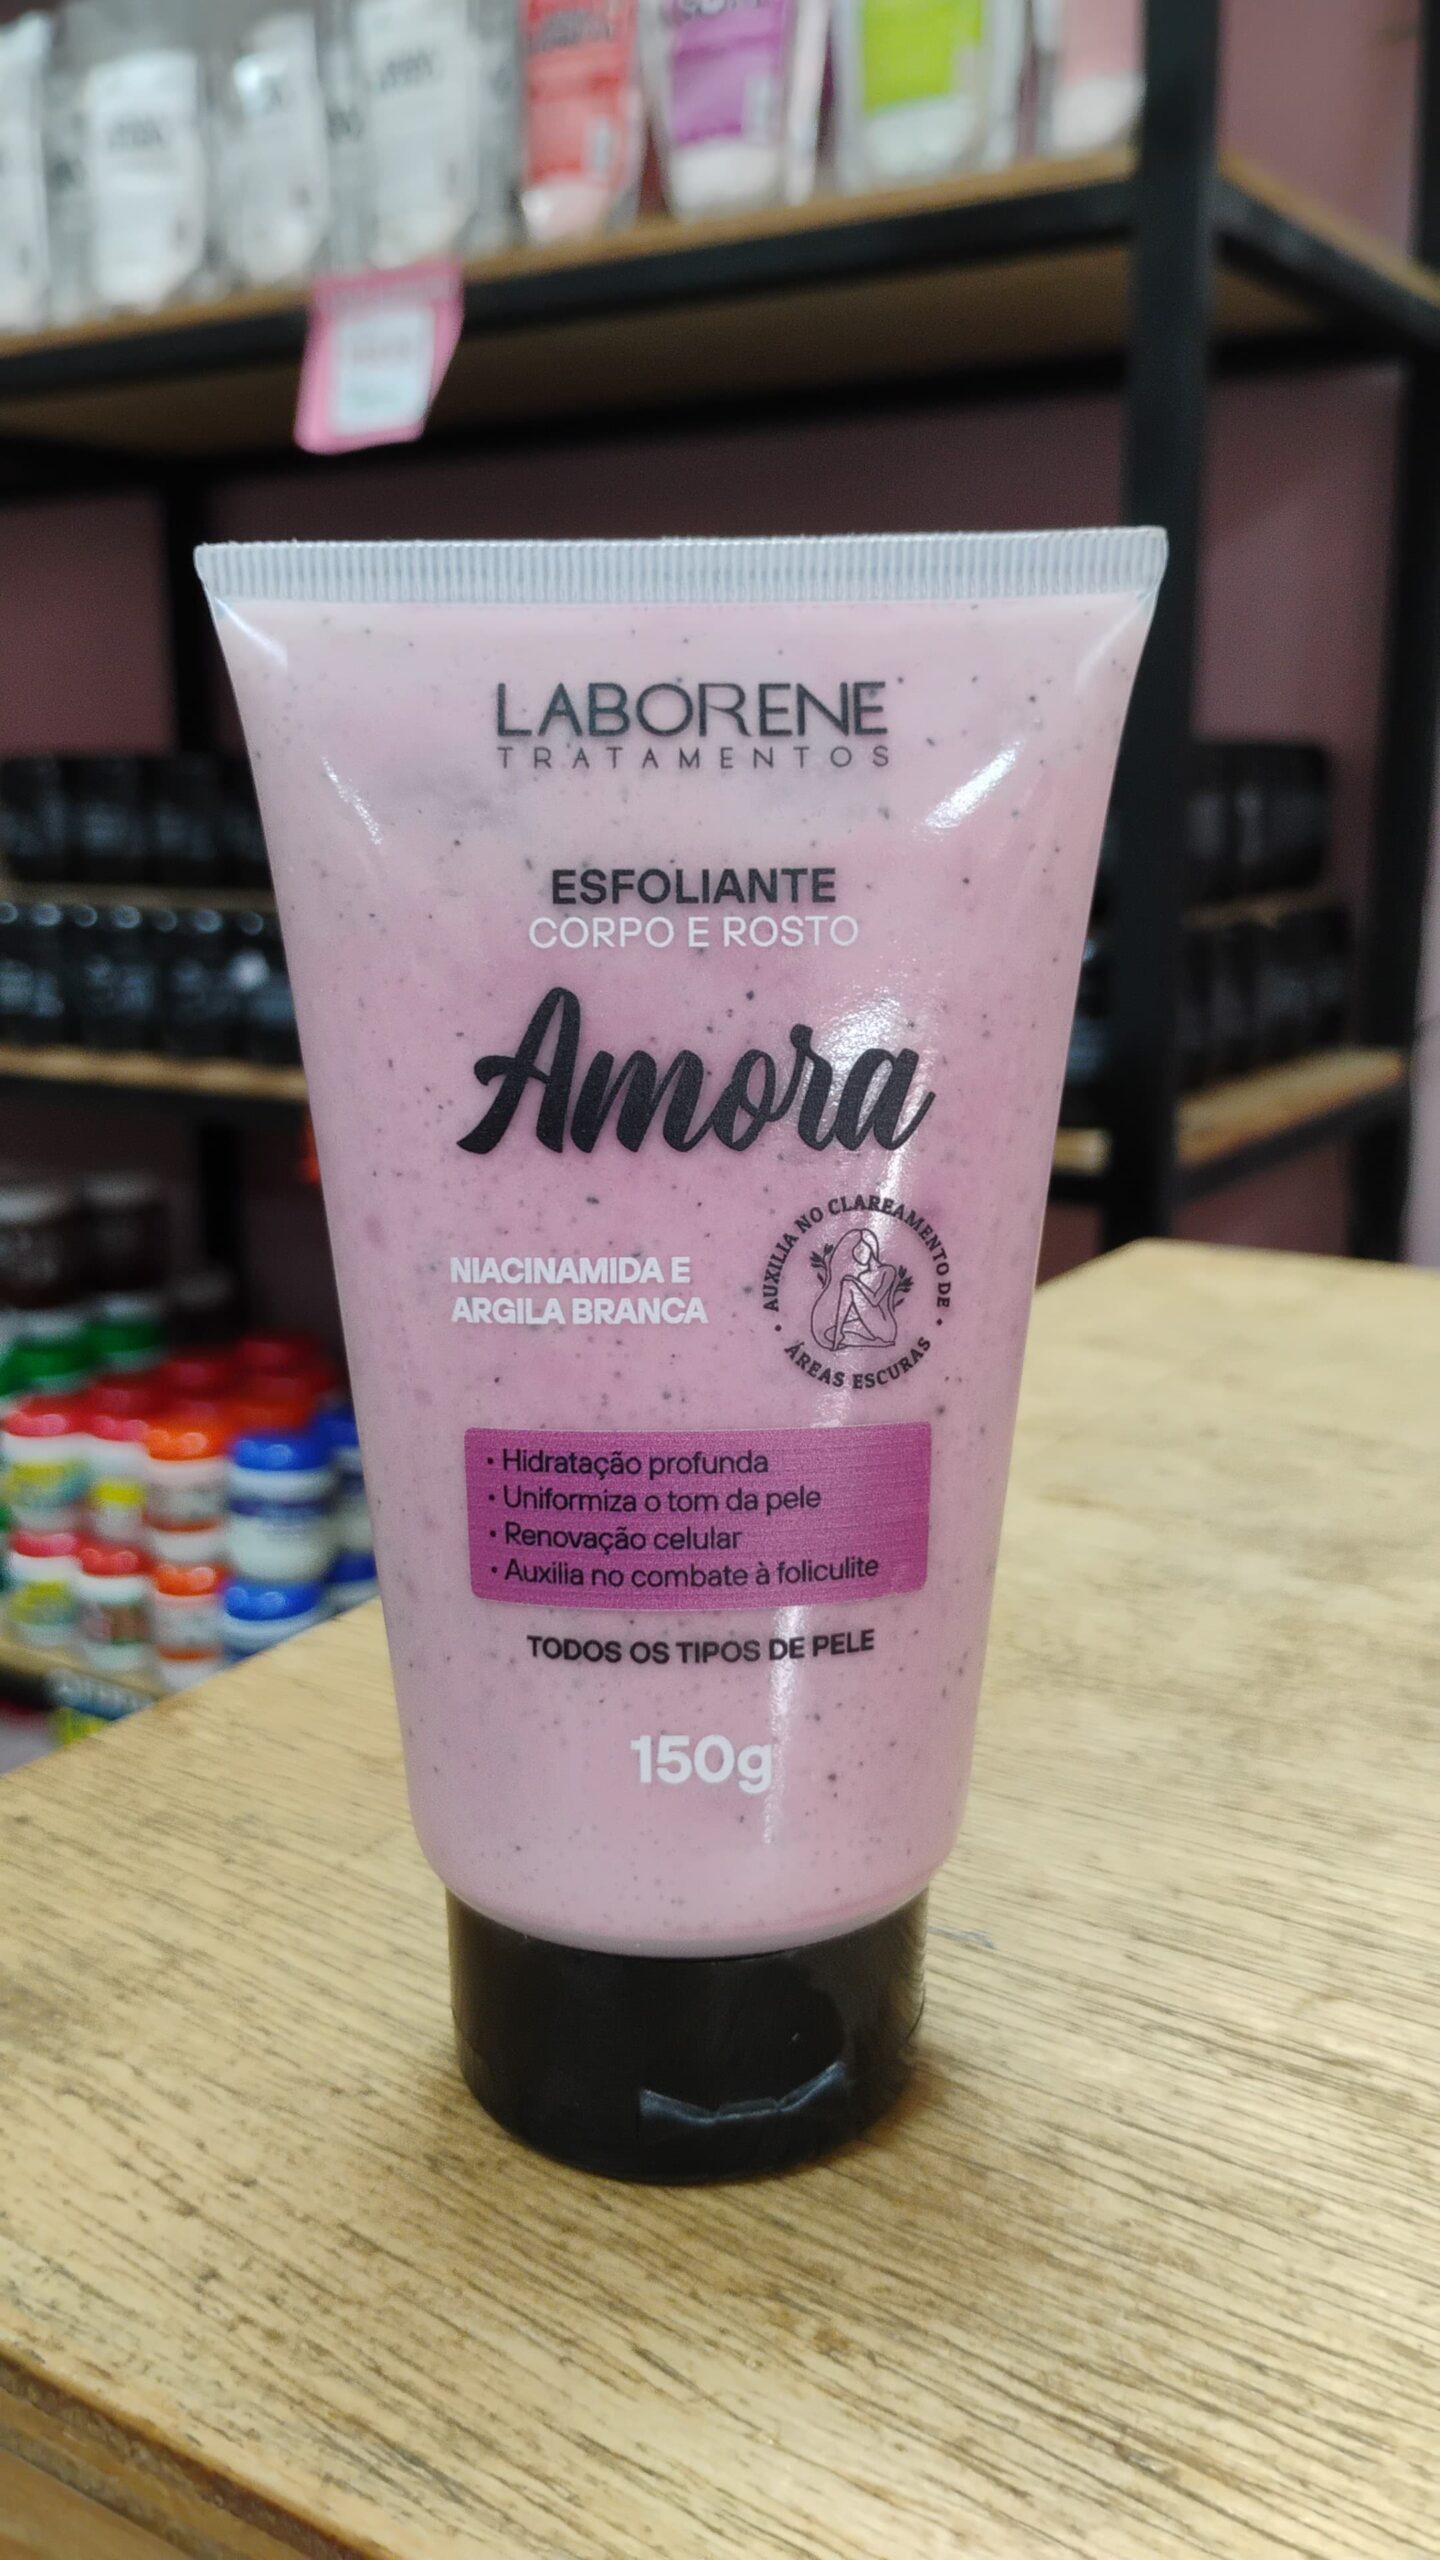 LABORENE
TRATAMENTOS
ESFOLIANTE
CORPO E ROSTO
Amora
NIACINAMIDA E
ARGILA BRANCA
• AUXILIA NO CLAREAMENTO DE •
ÁREAS ESCURAS
• Hidratação profunda
• Uniformiza o tom da pele
• Renovação celular
• Auxilia no combate à foliculite
TODOS OS TIPOS DE PELE
150g